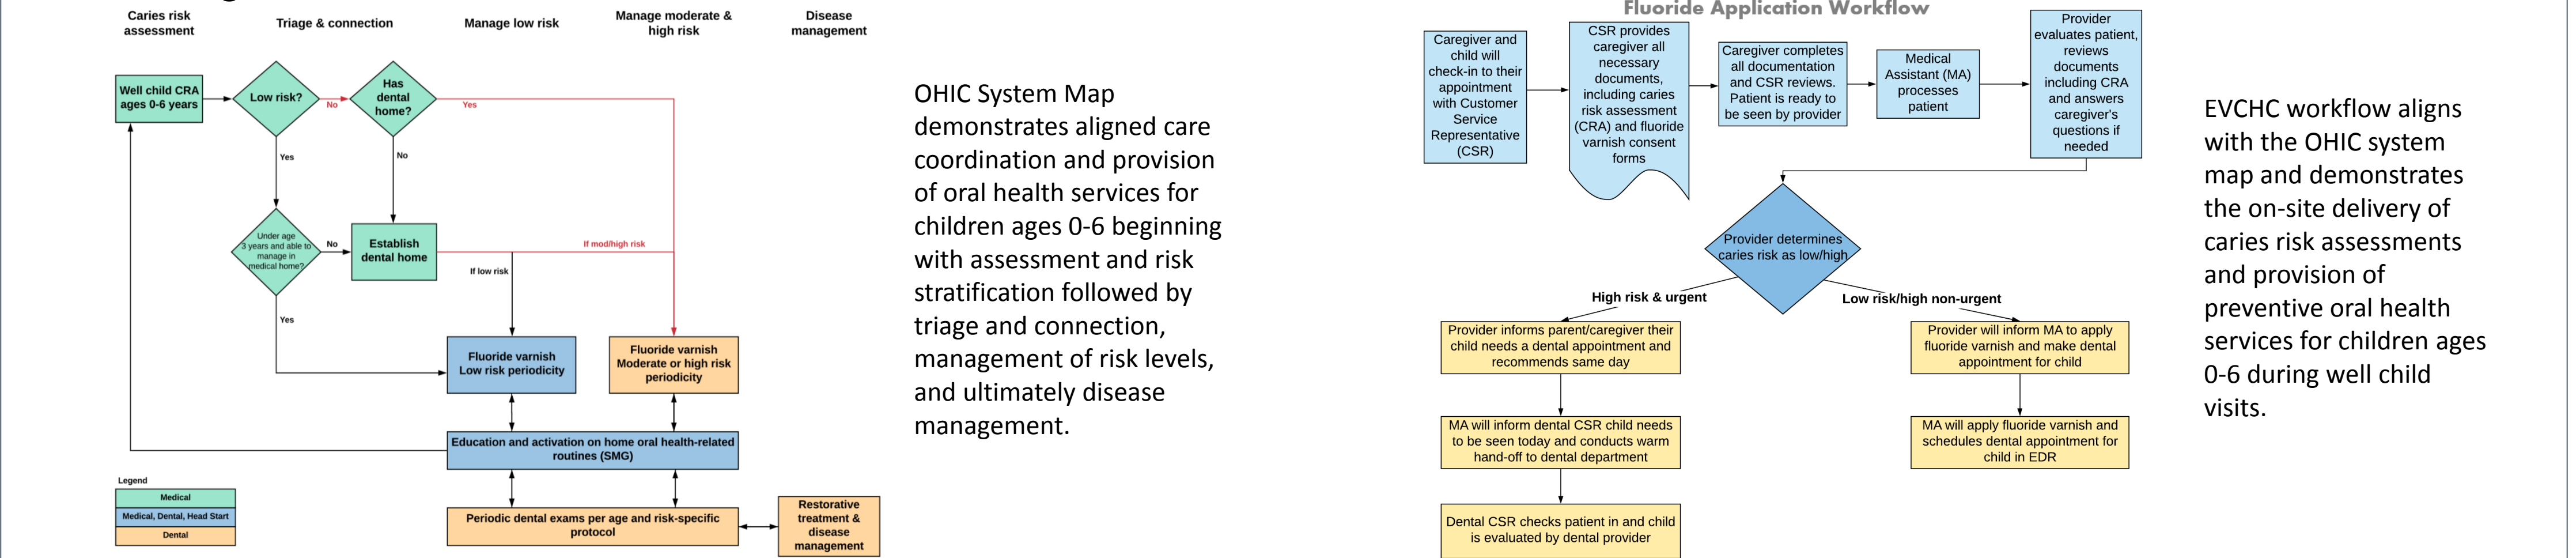 Caries risk
assessment
Triage & connection
Manage low risk
Manage moderate &
high risk
Disease
management
Well child CRA
ages 0-6 years
Low risk?
No
Has
dental
home?
Yes
Yes
No
Under age
3 years and able to
manage in
medical home?
No
Establish
dental home
If mod/high risk
If low risk
Yes
Fluoride varnish
Low risk periodicity
Fluoride varnish
Moderate or high risk
periodicity
Education and activation on home oral health-related
routines (SMG)
Periodic dental exams per age and risk-specific
protocol
Restorative
treatment &
disease
management
Legend
Medical
Medical, Dental, Head Start
Dental
OHIC System Map
demonstrates aligned care
coordination and provision
of oral health services for
children ages 0-6 beginning
with assessment and risk
stratification followed by
triage and connection,
management of risk levels,
and ultimately disease
management.
Fluoride Application Workflow
Caregiver and
child will
check-in to their
appointment
with Customer
Service
Representative
(CSR)
CSR provides
caregiver all
necessary
documents,
including caries
risk assessment
(CRA) and fluoride
varnish consent
forms
Caregiver completes
all documentation
and CSR reviews.
Patient is ready to
be seen by provider
Medical
Assistant (MA)
processes
patient
Provider
evaluates patient,
reviews
documents
including CRA
and answers
caregiver's
questions if
needed
Provider determines
caries risk as low/high
High risk & urgent
Low risk/high non-urgent
Provider informs parent/caregiver their
child needs a dental appointment and
recommends same day
Provider will inform MA to apply
fluoride varnish and make dental
appointment for child
MA will inform dental CSR child needs
to be seen today and conducts warm
hand-off to dental department
MA will apply fluoride varnish and
schedules dental appointment for
child in EDR
Dental CSR checks patient in and child
is evaluated by dental provider
EVCHC workflow aligns
with the OHIC system
map and demonstrates
the on-site delivery of
caries risk assessments
and provision of
preventive oral health
services for children ages
0-6 during well child
visits.